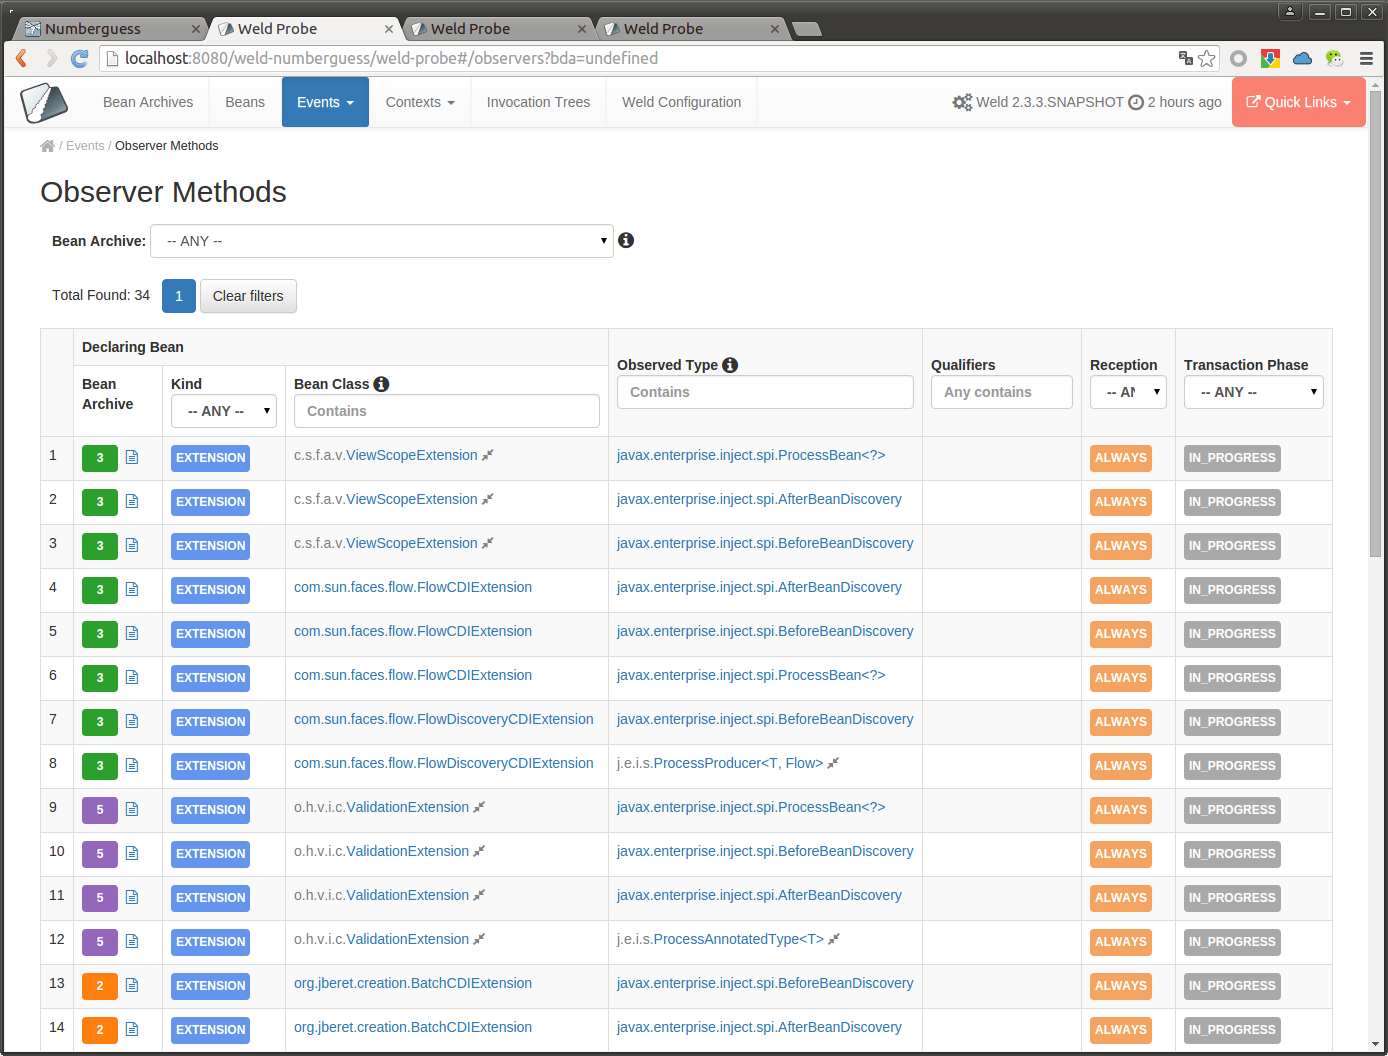 Numberguess
Weld Probe
Weld Probe
Weld Probe
localhost:8080/weld-numberguess/weld-probe#/observers?bda=undefined
Bean Archives Beans Events Contexts Invocation Trees Weld Configuration Weld 2.3.3.SNAPSHOT 2 hours ago Quick Links
/ Events / Observer Methods
Observer Methods
Bean Archive: -- ANY --
Total Found: 34 1 Clear filters
Declaring Bean
Observed Type Qualifiers Reception Transaction Phase
Bean Archive Kind Bean Class
Contains Any contains -- AN -- ANY --
-- ANY -- Contains
1 3 EXTENSION c.s.f.a.v.ViewScopeExtension javax.enterprise.inject.spi.ProcessBean<?> ALWAYS IN_PROGRESS
2 3 EXTENSION c.s.f.a.v.ViewScopeExtension javax.enterprise.inject.spi.AfterBeanDiscovery ALWAYS IN_PROGRESS
3 3 EXTENSION c.s.f.a.v.ViewScopeExtension javax.enterprise.inject.spi.BeforeBeanDiscovery ALWAYS IN_PROGRESS
4 3 EXTENSION com.sun.faces.flow.FlowCDIExtension javax.enterprise.inject.spi.AfterBeanDiscovery ALWAYS IN_PROGRESS
5 3 EXTENSION com.sun.faces.flow.FlowCDIExtension javax.enterprise.inject.spi.BeforeBeanDiscovery ALWAYS IN_PROGRESS
6 3 EXTENSION com.sun.faces.flow.FlowCDIExtension javax.enterprise.inject.spi.ProcessBean<?> ALWAYS IN_PROGRESS
7 3 EXTENSION com.sun.faces.flow.FlowDiscoveryCDIExtension javax.enterprise.inject.spi.BeforeBeanDiscovery ALWAYS IN_PROGRESS
8 3 EXTENSION com.sun.faces.flow.FlowDiscoveryCDIExtension j.e.i.s.ProcessProducer<T, Flow> ALWAYS IN_PROGRESS
9 5 EXTENSION o.h.v.i.c.ValidationExtension javax.enterprise.inject.spi.ProcessBean<?> ALWAYS IN_PROGRESS
10 5 EXTENSION o.h.v.i.c.ValidationExtension javax.enterprise.inject.spi.BeforeBeanDiscovery ALWAYS IN_PROGRESS
11 5 EXTENSION o.h.v.i.c.ValidationExtension javax.enterprise.inject.spi.AfterBeanDiscovery ALWAYS IN_PROGRESS
12 5 EXTENSION o.h.v.i.c.ValidationExtension j.e.i.s.ProcessAnnotatedType<T> ALWAYS IN_PROGRESS
13 2 EXTENSION org.jberet.creation.BatchCDIExtension javax.enterprise.inject.spi.BeforeBeanDiscovery ALWAYS IN_PROGRESS
14 2 EXTENSION org.jberet.creation.BatchCDIExtension javax.enterprise.inject.spi.AfterBeanDiscovery ALWAYS IN_PROGRESS